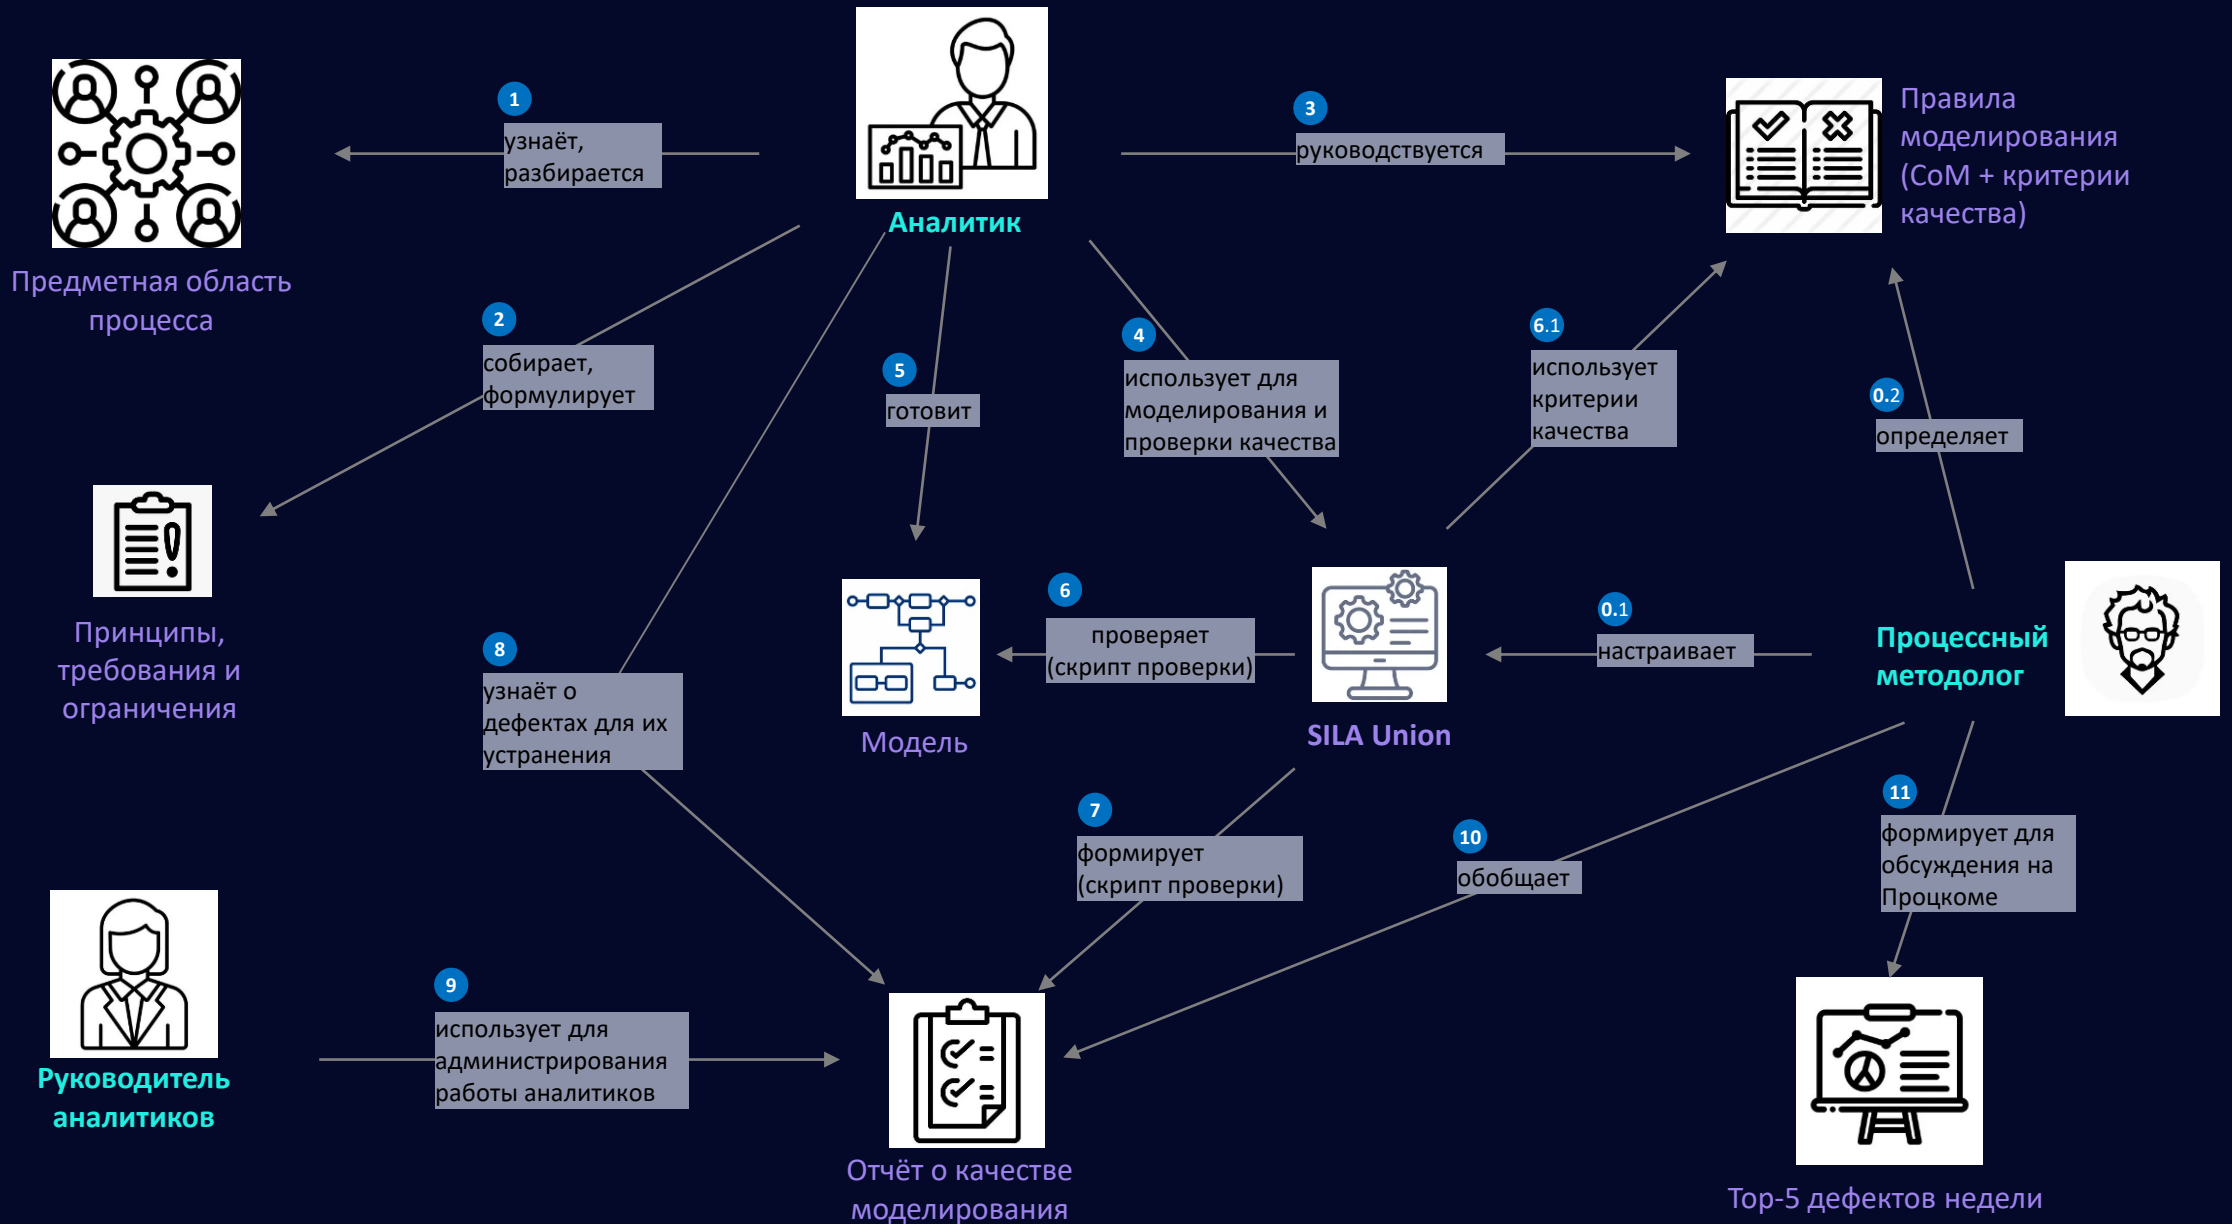 1
узнаёт,
разбирается
Аналитик
3
руководствуется
Правила
моделирования
(СоМ + критерии
качества)
Предметная область
процесса
2
собирает,
формулирует
5
готовит
4
использует для
моделирования и
проверки качества
6.1
использует
критерии
качества
0.2
определяет
Принципы,
требования и
ограничения
8
узнаёт о
дефектах для их
устранения
Модель
6
проверяет
(скрипт проверки)
SILA Union
0.1
настраивает
Процессный
методолог
7
формирует
(скрипт проверки)
10
обобщает
11
формирует для
обсуждения на
Процкоме
Руководитель
аналитиков
9
использует для
администрирования
работы аналитиков
Отчёт о качестве
моделирования
Top-5 дефектов недели